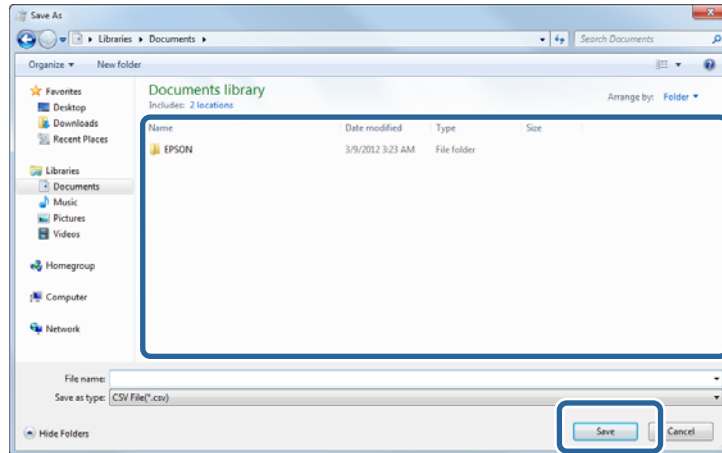 Save As
Libraries Documents
Search Documents
Organize New folder
Favorites
Desktop
Downloads
Recent Places
Libraries
Documents
Music
Pictures
Videos
Homegroup
Computer
Network
Documents library
Includes: 2 locations
Arrange by: Folder
Name Date modified Type Size
EPSON 3/9/2012 3:23 AM File folder
File name:
Save as type: CSV File(*.csv)
Hide Folders
Save Cancel